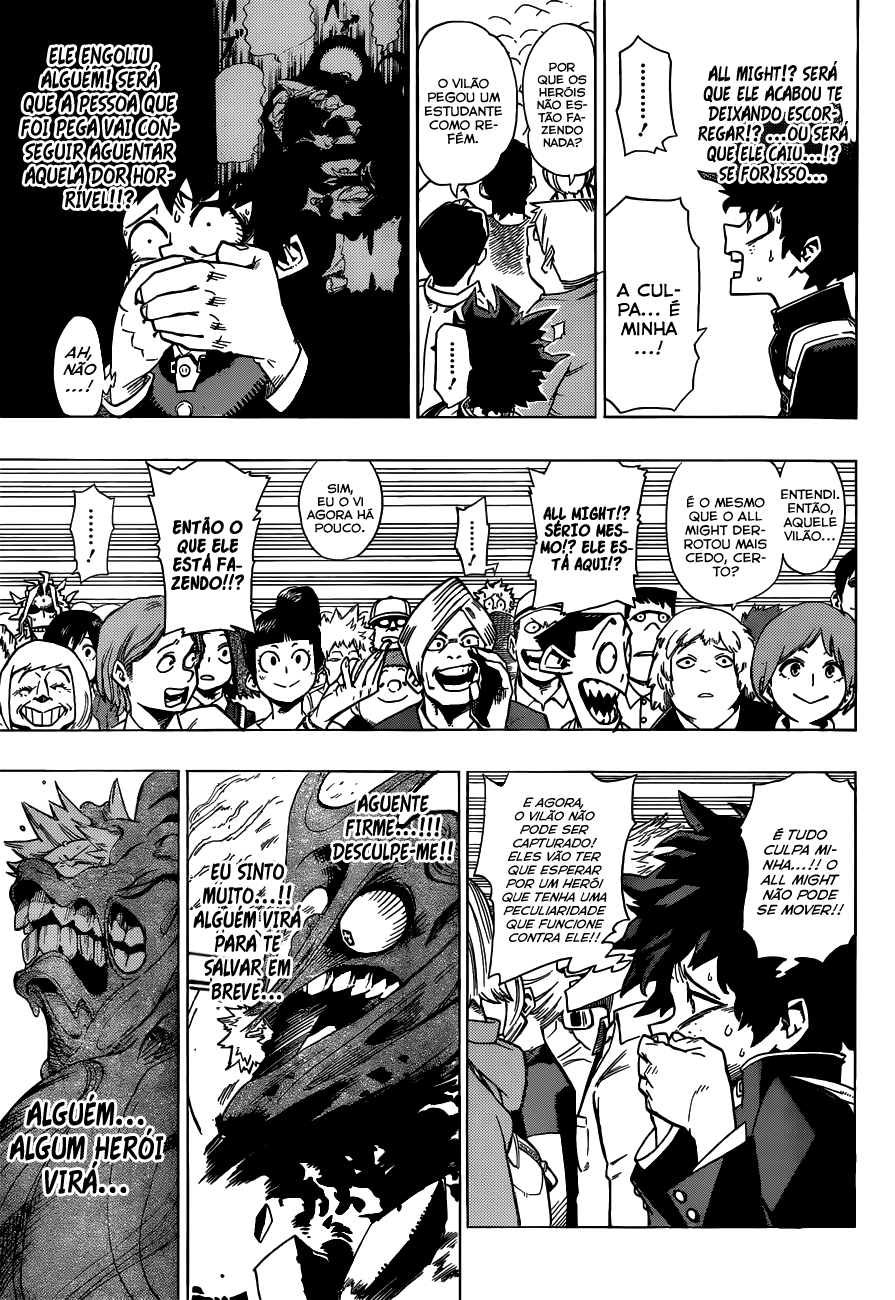 ALL MIGHT!? SERÁ
QUE ELE ACABOU TE
DEIXANDO ESCOR-
REGAR!? ...OU SERÁ
QUE ELE CAIU...!?
SE FOR ISSO...
.......!
A CUL-
PA... É
MINHA
...!
POR
QUE OS
HERÓIS
NÃO ES-
TÃO FA-
ZENDO
NADA?
O VILÃO
PEGOU UM
ESTUDANTE
COMO RE-
FÉM.
.......
ELE ENGOLIU
ALGUÉM! SERÁ
QUE A PESSOA QUE
FOI PEGA VAI CON-
SEGUIR AGUENTAR
AQUELA DOR HOR-
RÍVEL!!?
AH,
NÃO
...!
ENTENDI.
ENTÃO,
AQUELE
VILÃO...
É O MESMO
QUE O ALL
MIGHT DER-
ROTOU MAIS
CEDO, CER-
TO?
ALL MIGHT!?
SÉRIO MES-
MO!? ELE ES-
TÁ AQUI!?
.......!
SIM,
EU O VI
AGORA HÁ
POUCO.
ENTÃO O
QUE ELE
ESTÁ FA-
ZENDO!!?
.......!
É TUDO
CULPA MI-
NHA...!! O
ALL MIGHT
NÃO PODE
SE MOVER!!
E AGORA,
O VILÃO NÃO
PODE SER
CAPTURADO!
ELES VÃO TER
QUE ESPERAR
POR UM HERÓI
QUE TENHA UMA
PECULIARIDADE
QUE FUNCIONE
CONTRA ELE!!
AGUENTE
FIRME...!!!
DESCULPE-ME!!
EU SINTO
MUITO...!!
ALGUÉM VIRÁ
PARA TE
SALVAR EM
BREVE...
ALGUÉM...
ALGUM HERÓI
VIRÁ...